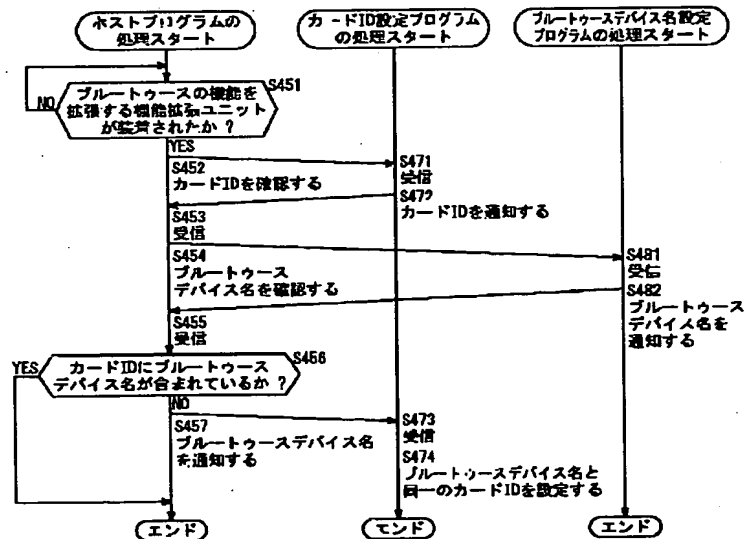 ホストプログラムの
処理スタート
カードID設定プログラム
の処理スタート
ブルートゥースデバイス名設定
プログラムの処理スタート
S451
ブルートゥースの機能を
拡張する機能拡張ユニット
が装着されたか ?
NO
YES
S452
カードIDを確認する
S471
受信
S472
カードIDを通知する
S453
受信
S454
ブルートゥース
デバイス名を確認する
S481
受信
S482
ブルートゥース
デバイス名を
通知する
S455
受信
S456
YES
カードIDにブルートゥース
デバイス名が含まれているか ?
NO
S457
ブルートゥースデバイス名
を通知する
S473
受信
S474
ブルートゥースデバイス名と
同一のカードIDを設定する
エンド
エンド
エンド